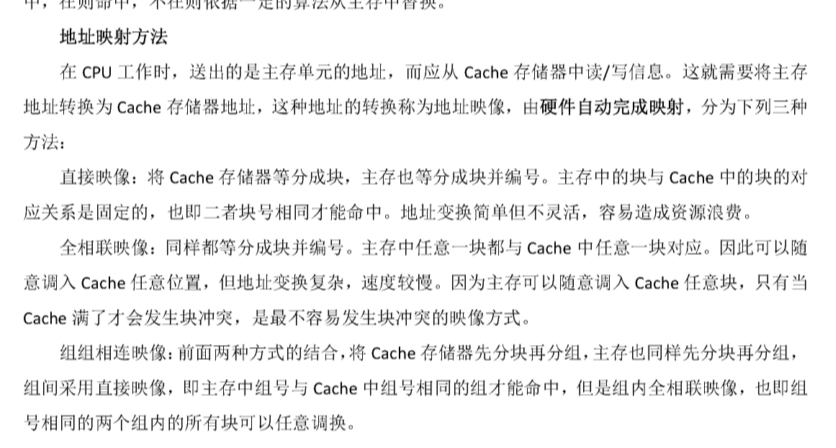 中，在则命中，不在则依据一定的算法从主存中替换。
地址映射方法
在 CPU 工作时，送出的是主存单元的地址，而应从 Cache 存储器中读/写信息。这就需要将主存
地址转换为 Cache 存储器地址，这种地址的转换称为地址映像，由硬件自动完成映射，分为下列三种
方法：
直接映像：将 Cache 存储器等分成块，主存也等分成块并编号。主存中的块与 Cache 中的块的对
应关系是固定的，也即二者块号相同才能命中。地址变换简单但不灵活，容易造成资源浪费。
全相联映像：同样都等分成块并编号。主存中任意一块都与 Cache 中任意一块对应。因此可以随
意调入 Cache 任意位置，但地址变换复杂，速度较慢。因为主存可以随意调入 Cache 任意块，只有当
Cache 满了才会发生块冲突，是最不容易发生块冲突的映像方式。
组组相连映像：前面两种方式的结合，将 Cache 存储器先分块再分组，主存也同样先分块再分组，
组间采用直接映像，即主存中组号与 Cache 中组号相同的组才能命中，但是组内全相联映像，也即组
号相同的两个组内的所有块可以任意调换。